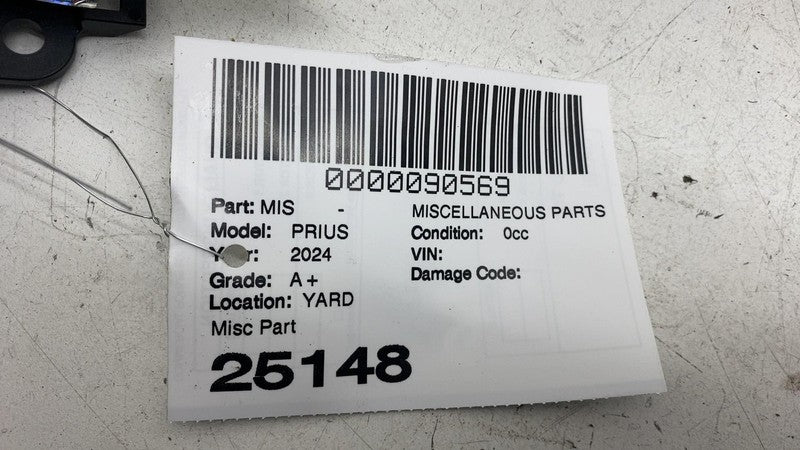 0000090569
Part: MIS - MISCELLANEOUS PARTS
Model: PRIUS Condition: 0cc
Year: 2024 VIN:
Grade: A+ Damage Code:
Location: YARD
Misc Part
25148